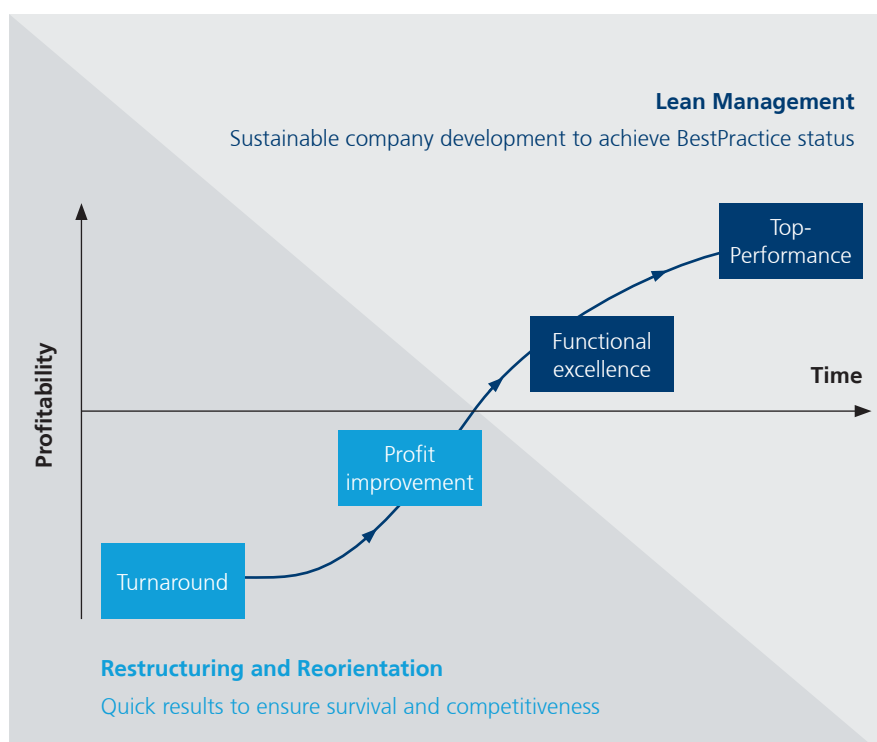 Lean Management
Sustainable company development to achieve BestPractice status
Top-
Performance
Functional
excellence
Time
Profitability
Profit
improvement
Turnaround
Restructuring and Reorientation
Quick results to ensure survival and competitiveness